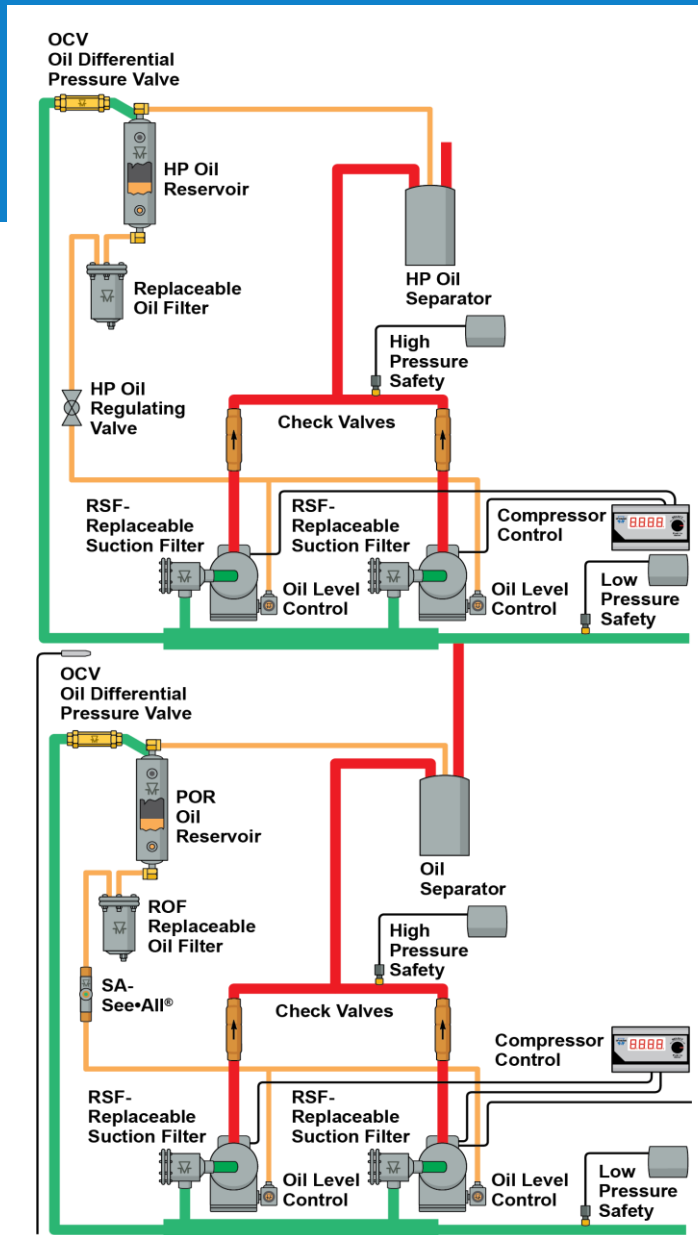 OCV
Oil Differential
Pressure Valve
HP Oil
Reservoir
Replaceable
Oil Filter
HP Oil
Separator
High
Pressure
Safety
HP Oil
Regulating
Valve
Check Valves
RSF-
Replaceable
Suction Filter
RSF-
Replaceable
Suction Filter
Compressor
Control
8888
Oil Level
Control
Oil Level
Control
Low
Pressure
Safety
OCV
Oil Differential
Pressure Valve
POR
Oil
Reservoir
Oil
Separator
ROF
Replaceable
Oil Filter
High
Pressure
Safety
SA-
See•All®
Check Valves
Compressor
Control
8888
RSF-
Replaceable
Suction Filter
RSF-
Replaceable
Suction Filter
Oil Level
Control
Oil Level
Control
Low
Pressure
Safety